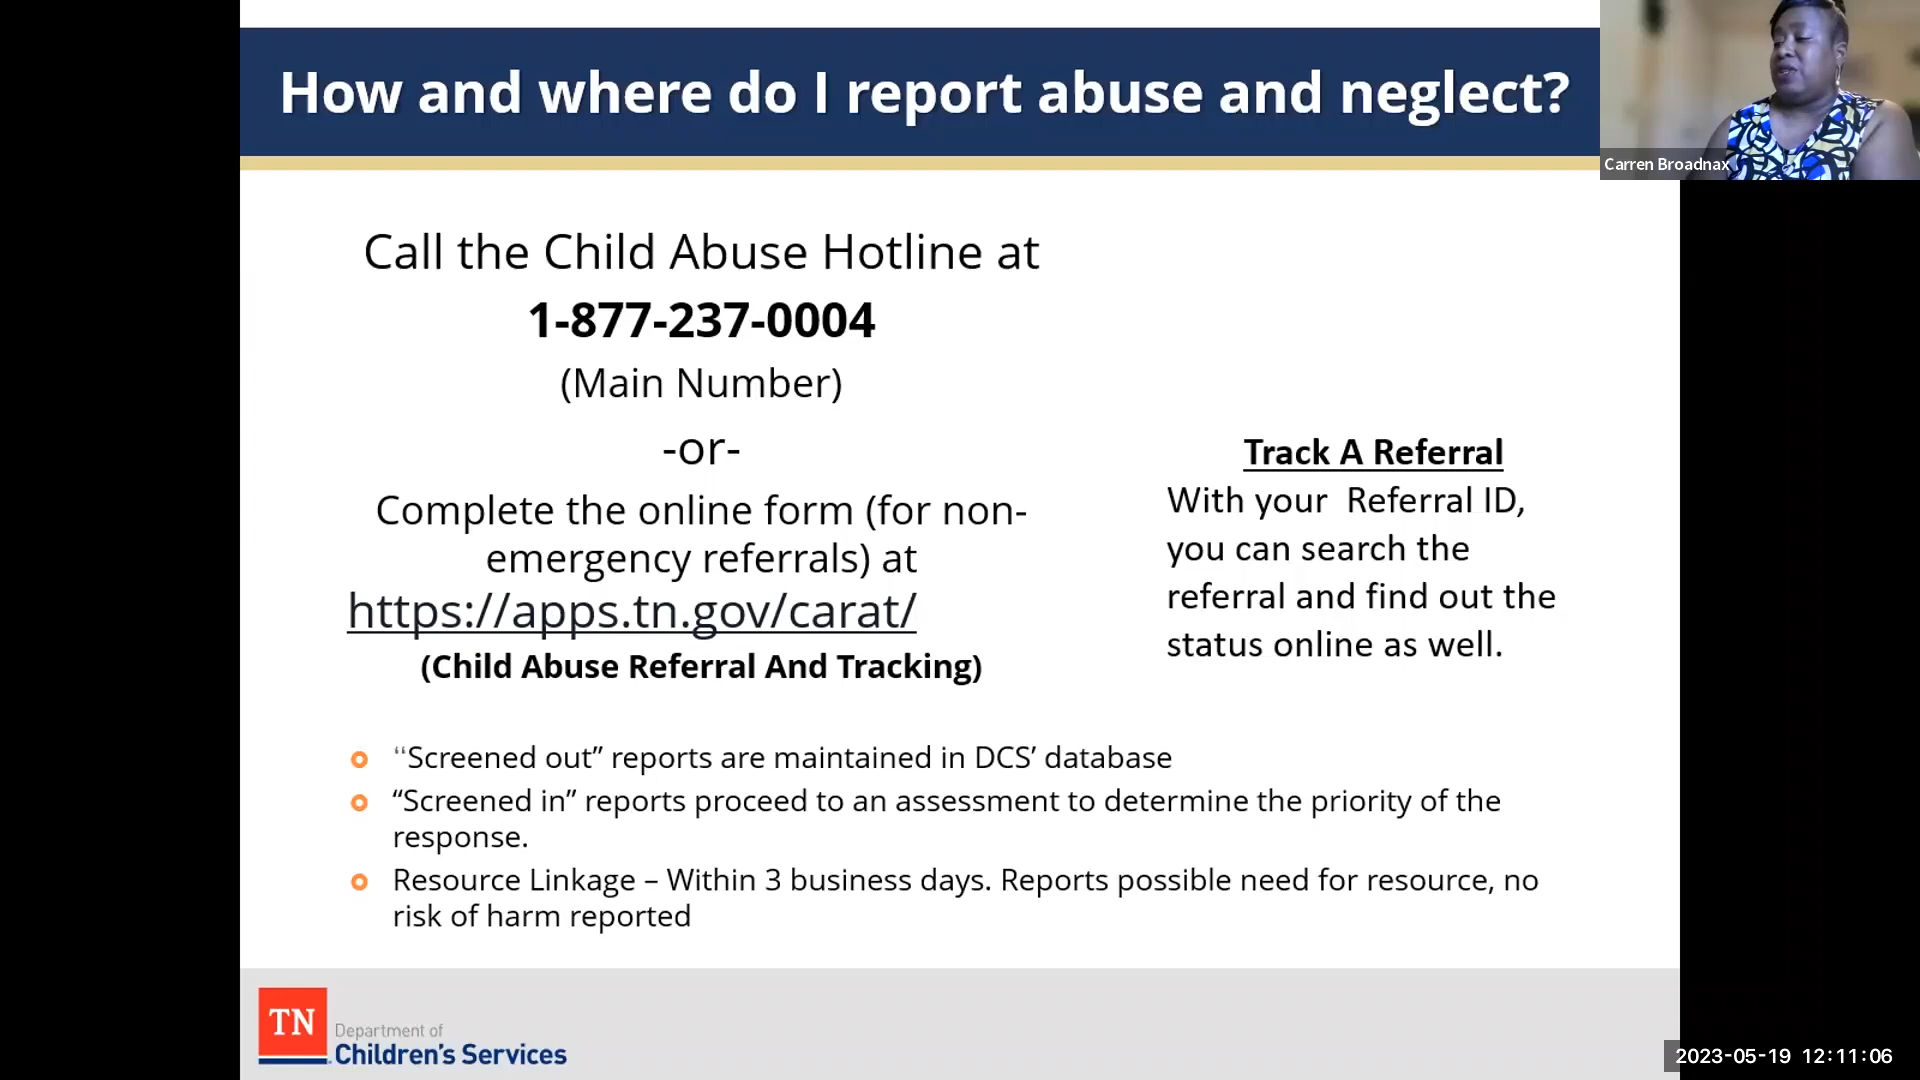 How and where do I report abuse and neglect?
Carren Broadnax
Call the Child Abuse Hotline at
1-877-237-0004
(Main Number)
-or-
Complete the online form (for non-
emergency referrals) at
https://apps.tn.gov/carat/
(Child Abuse Referral And Tracking)
Track A Referral
With your  Referral ID,
you can search the
referral and find out the
status online as well.
“Screened out” reports are maintained in DCS’ database
“Screened in” reports proceed to an assessment to determine the priority of the
response.
Resource Linkage – Within 3 business days. Reports possible need for resource, no
risk of harm reported
TN
Department of
Children's Services
2023-05-19 12:11:06